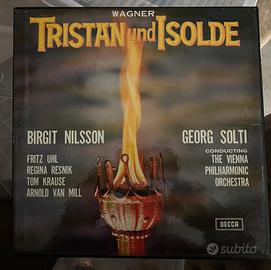 WAGNER
TRISTAN und ISOLDE
BIRGIT NILSSON
GEORG SOLTI
FRITZ UHL
REGINA RESNIK
TOM KRAUSE
ARNOLD VAN MILL
CONDUCTING
THE VIENNA
PHILHARMONIC
ORCHESTRA
DECCA
subito